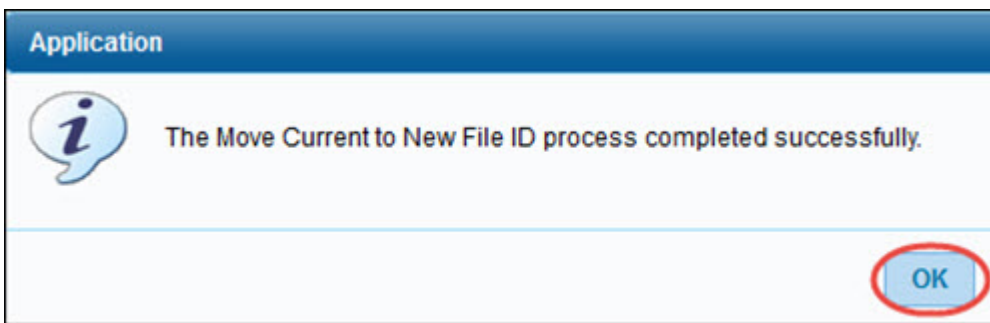 Application
The Move Current to New File ID process completed successfully.
OK